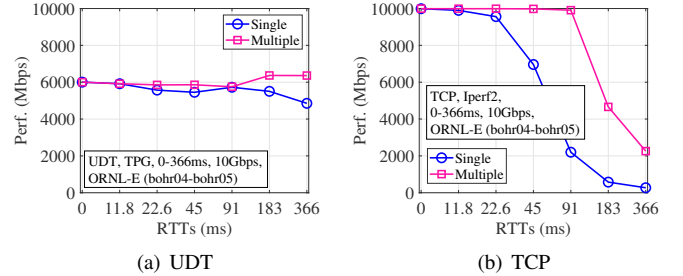 10000
8000
6000
4000
2000
0
Perf. (Mbps)
Single
Multiple
UDT, TPG, 0-366ms, 10Gbps,
ORNL-E (bohr04-bohr05)
0 11.8 22.6 45 91 183 366
RTTs (ms)
(a) UDT
10000
8000
6000
4000
2000
0
Perf. (Mbps)
TCP, Iperf2,
0-366ms, 10Gbps,
ORNL-E (bohr04-bohr05)
Single
Multiple
0 11.8 22.6 45 91 183 366
RTTs (ms)
(b) TCP